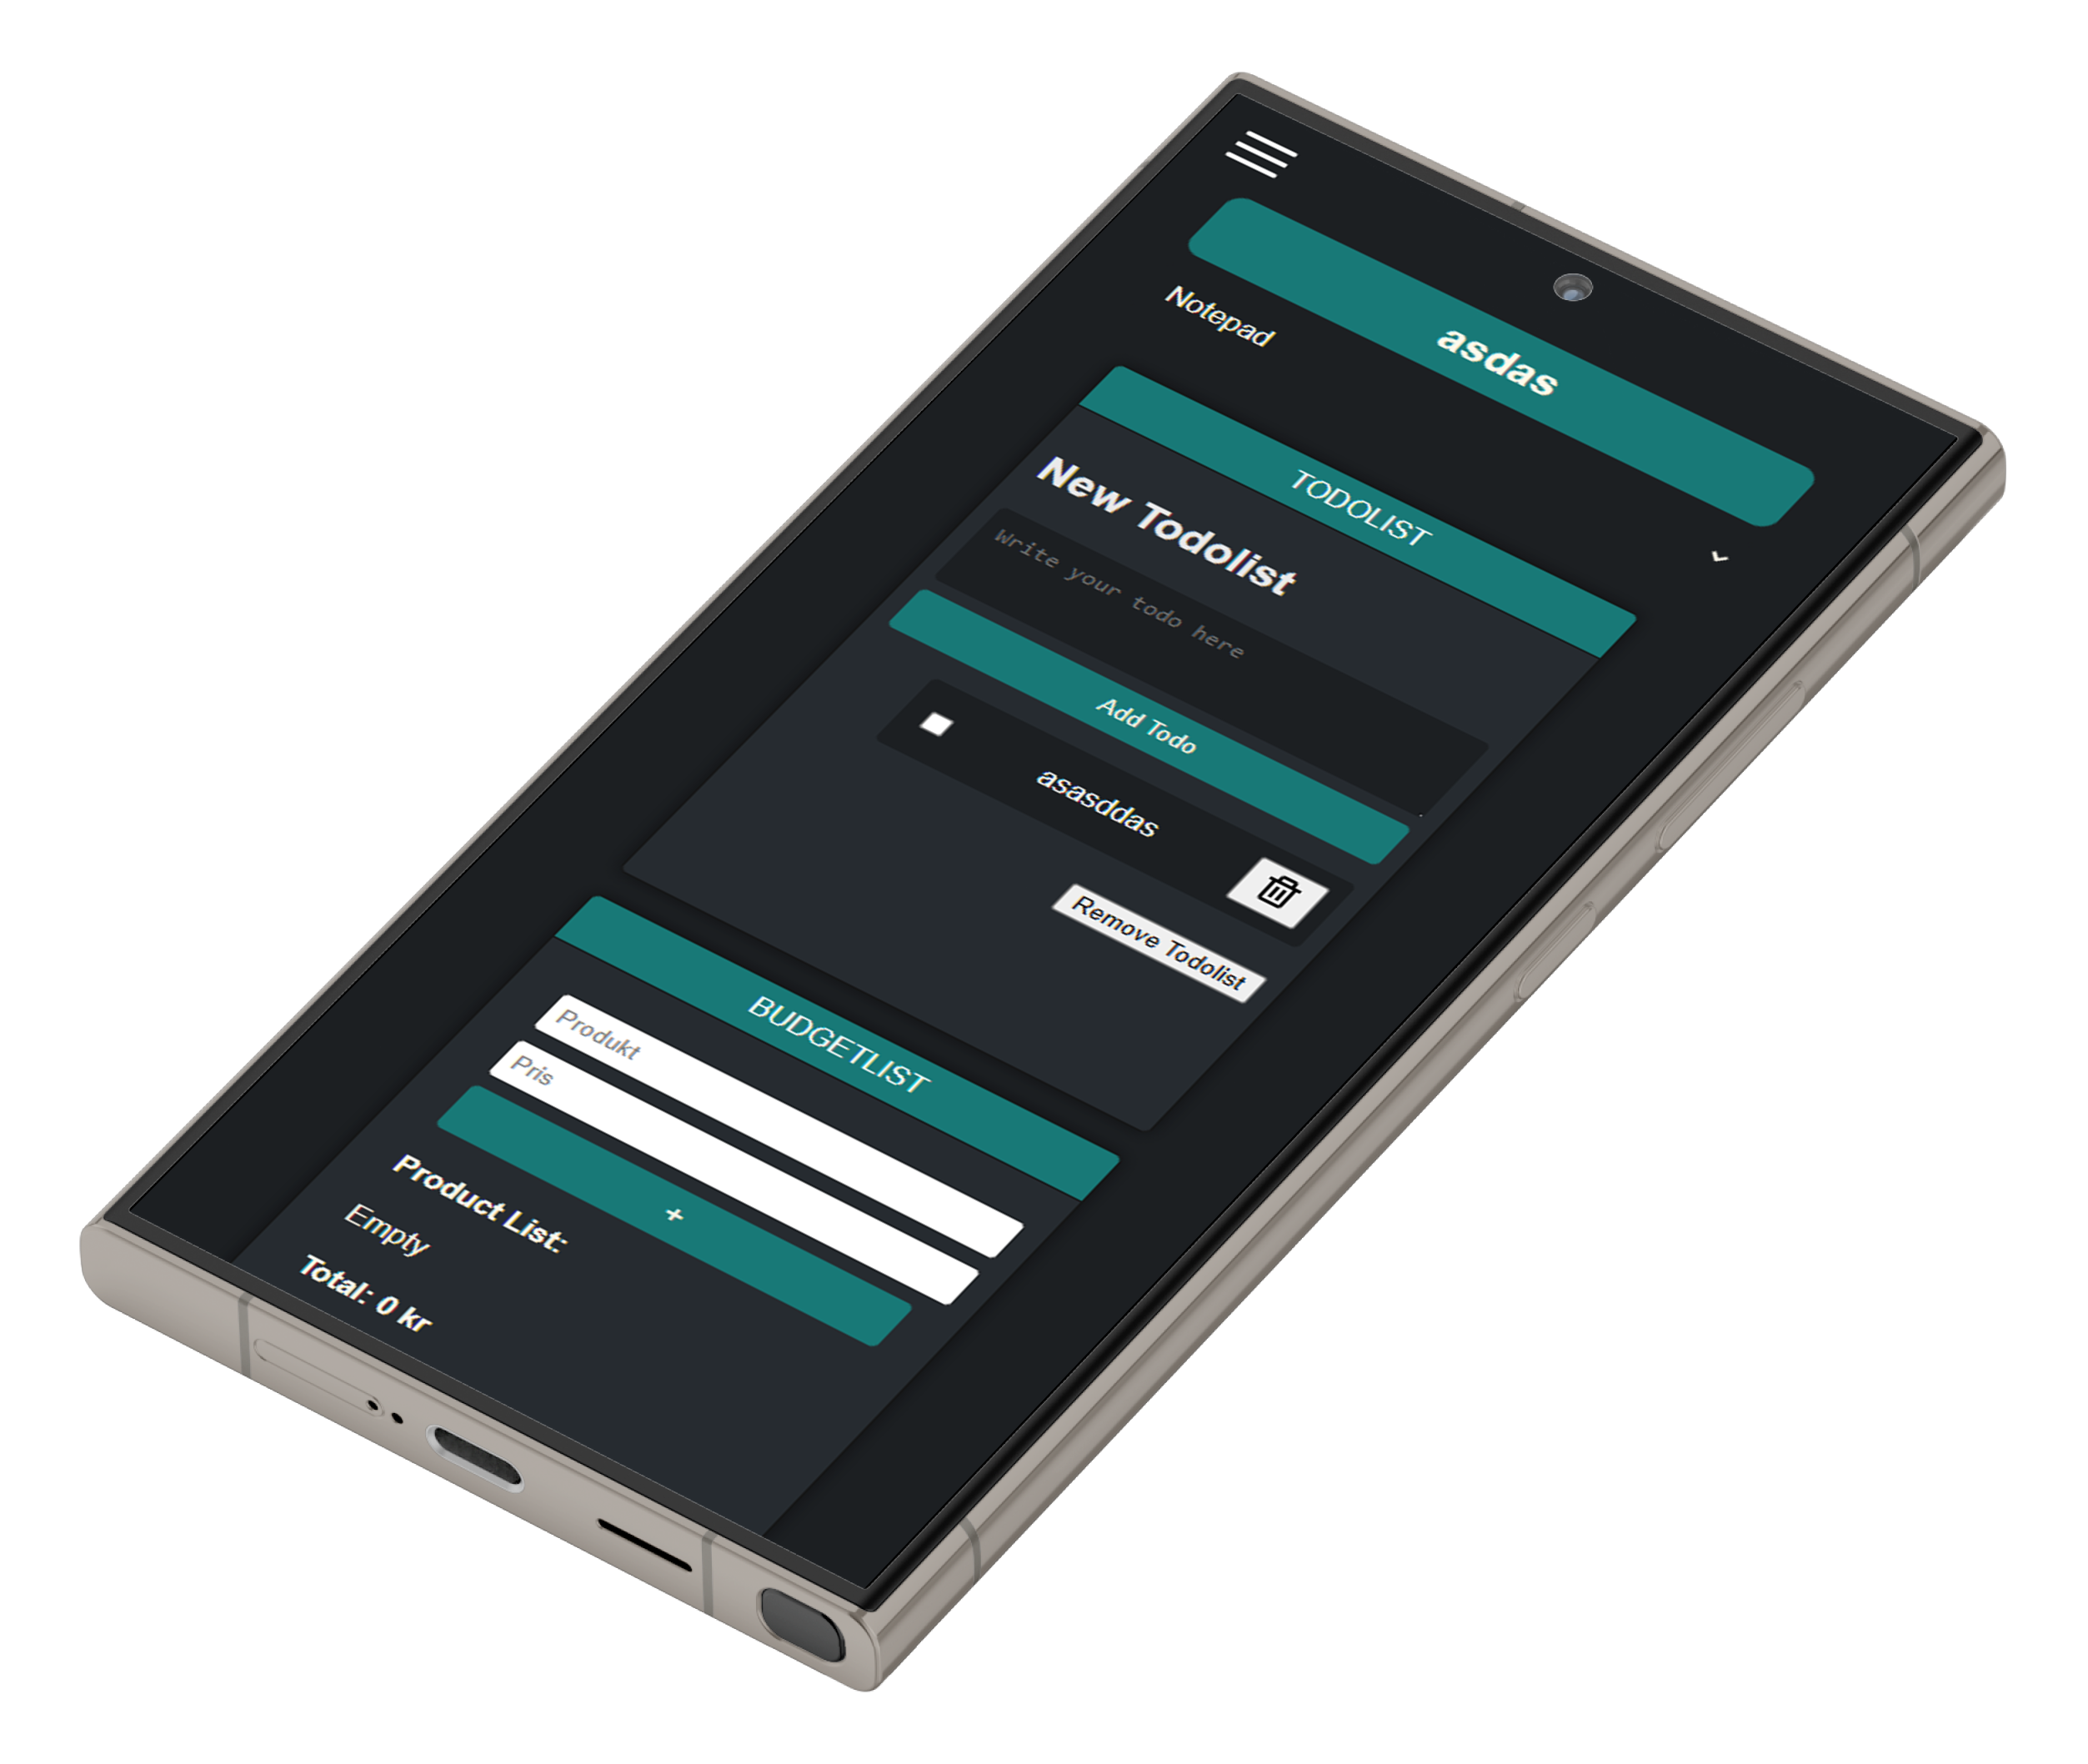 asdas
Notepad
TODOLIST
New Todolist
Write your todo here
Add Todo
asasddas
Remove Todolist
BUDGETLIST
Produkt
Pris
+
Product List:
Empty
Total: 0 kr